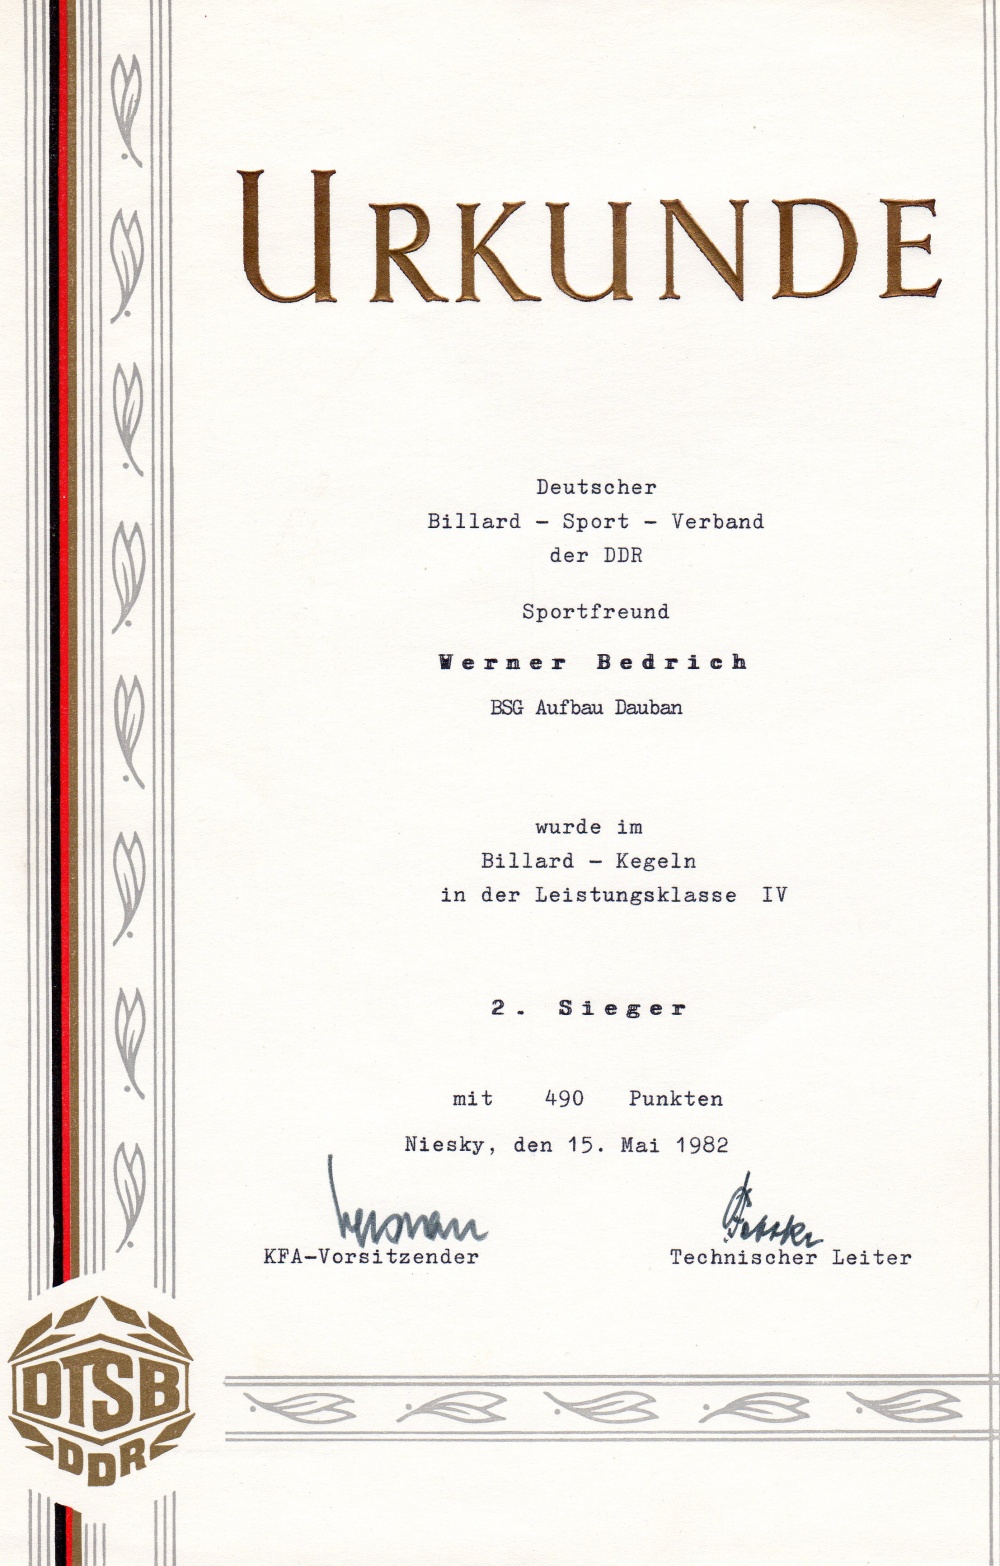 URKUNDE
Deutscher
Billard - Sport - Verband
der DDR
Sportfreund
Werner Bedrich
BSG Aufbau Dauban
wurde im
Billard - Kegeln
in der Leistungsklasse IV
2. Sieger
mit 490 Punkten
Niesky, den 15. Mai 1982
KFA-Vorsitzender Technischer Leiter
DTSB
DDR